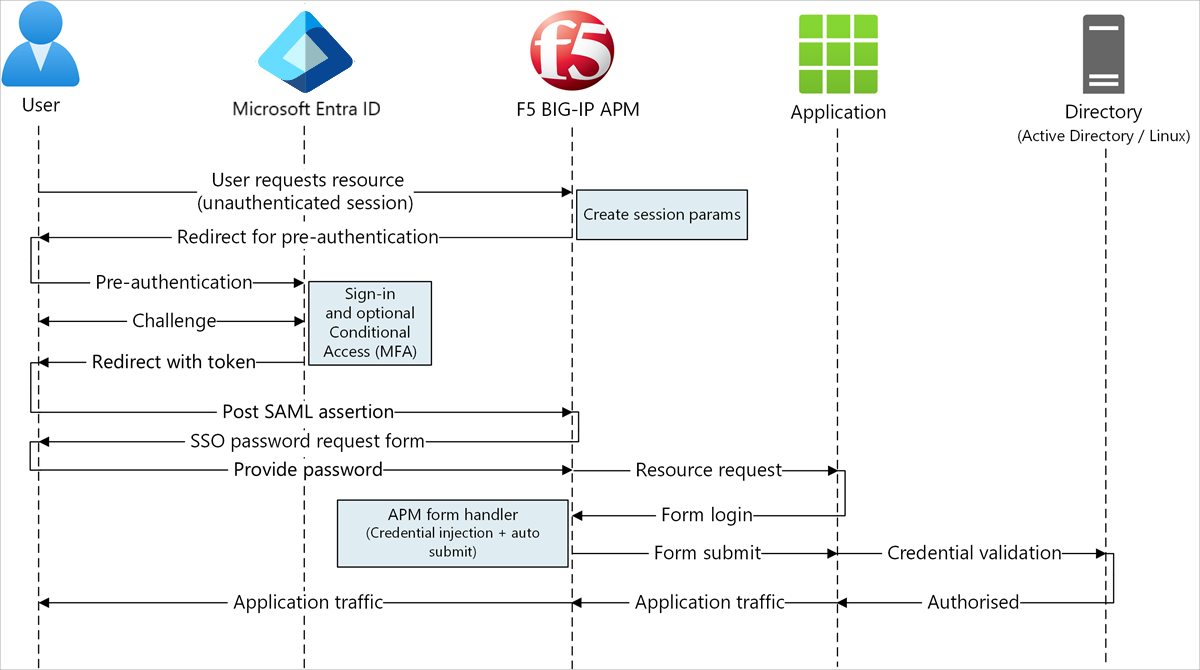 f5
User
Microsoft Entra ID
F5 BIG-IP APM
Application
Directory
(Active Directory / Linux)
User requests resource
(unauthenticated session)
Create session params
Redirect for pre-authentication
Pre-authentication
Sign-in
and optional
Conditional
Access (MFA)
Challenge
Redirect with token
Post SAML assertion
SSO password request form
Provide password
Resource request
APM form handler
(Credential injection + auto
submit)
Form login
Form submit
Credential validation
Application traffic
Application traffic
Authorised